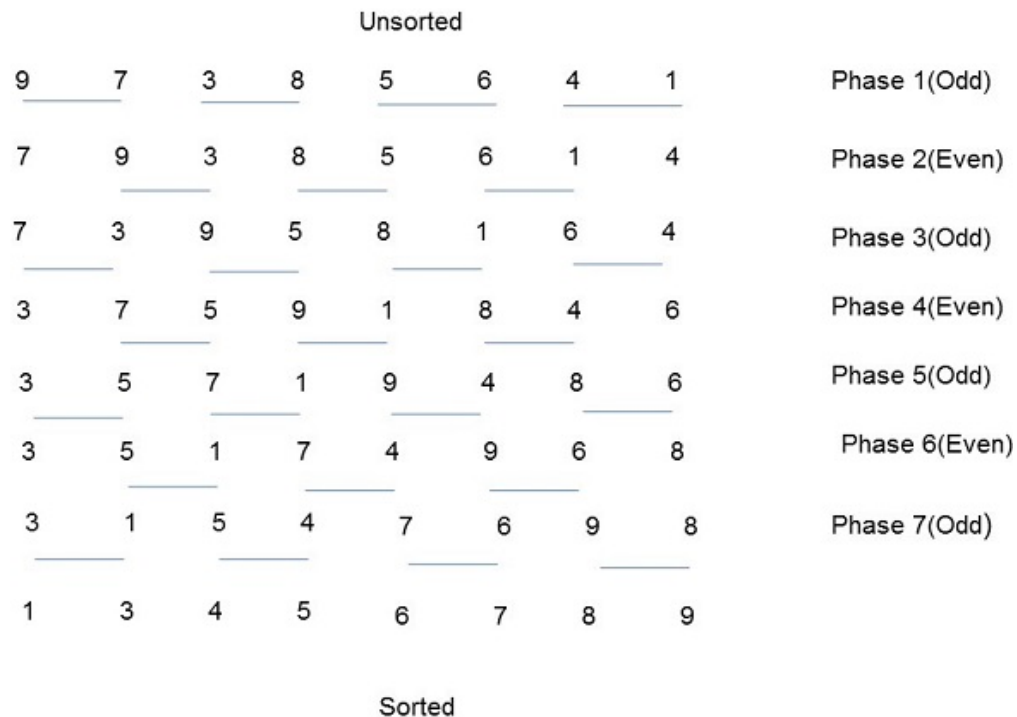 Unsorted
9 7 3 8 5 6 4 1 Phase 1(Odd)
7 9 3 8 5 6 1 4 Phase 2(Even)
7 3 9 5 8 1 6 4 Phase 3(Odd)
3 7 5 9 1 8 4 6 Phase 4(Even)
3 5 7 1 9 4 8 6 Phase 5(Odd)
3 5 1 7 4 9 6 8 Phase 6(Even)
3 1 5 4 7 6 9 8 Phase 7(Odd)
1 3 4 5 6 7 8 9
Sorted